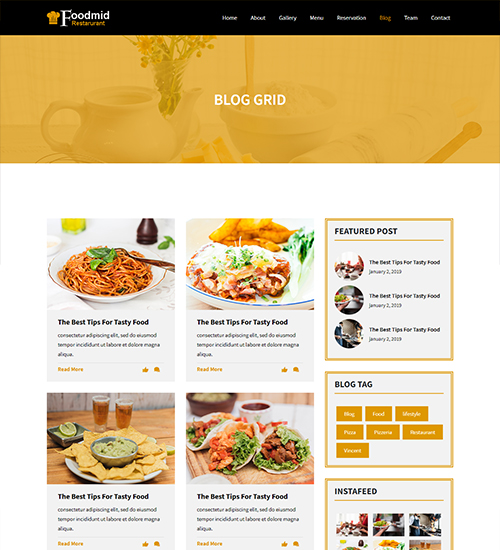 Foodmid
Restarurant
Home About Gallery Menu Reservation Blog Team Contact
BLOG GRID
The Best Tips For Tasty Food
consectetur adipiscing elit, sed do eiusmod
tempor incididunt ut labore et dolore magna
aliqua.
Read More
The Best Tips For Tasty Food
consectetur adipiscing elit, sed do eiusmod
tempor incididunt ut labore et dolore magna
aliqua.
Read More
The Best Tips For Tasty Food
consectetur adipiscing elit, sed do eiusmod
tempor incididunt ut labore et dolore magna
aliqua.
Read More
The Best Tips For Tasty Food
consectetur adipiscing elit, sed do eiusmod
tempor incididunt ut labore et dolore magna
aliqua.
Read More
FEATURED POST
The Best Tips For Tasty Food
January 2, 2019
The Best Tips For Tasty Food
January 2, 2019
The Best Tips For Tasty Food
January 2, 2019
BLOG TAG
Blog Food lifestyle
Pizza Pizzeria Restaurant
Vincent
INSTAFEED